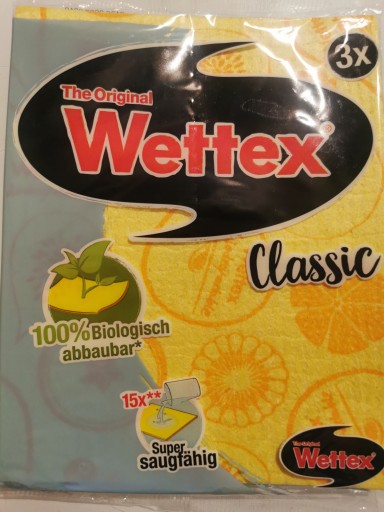 3x
The Original
Wettex®
Classic
100% Biologisch
abbaubar*
15x**
Super
saugfähig
The Original
Wettex